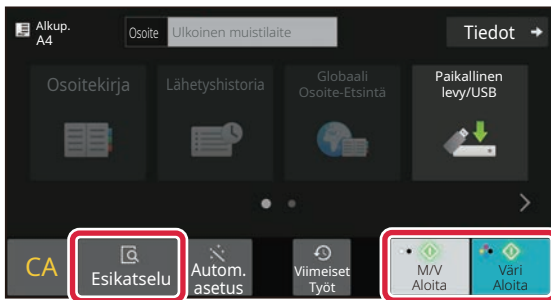 Alkup.
A4
Osoite
Ulkoinen muistilaite
Tiedot
Osoitekirja
Lähetyshistoria
Globaali
Osoite-Etsintä
Paikallinen
levy/USB
CA
Esikatselu
Autom.
asetus
Viimeiset
Työt
M/V
Aloita
Väri
Aloita